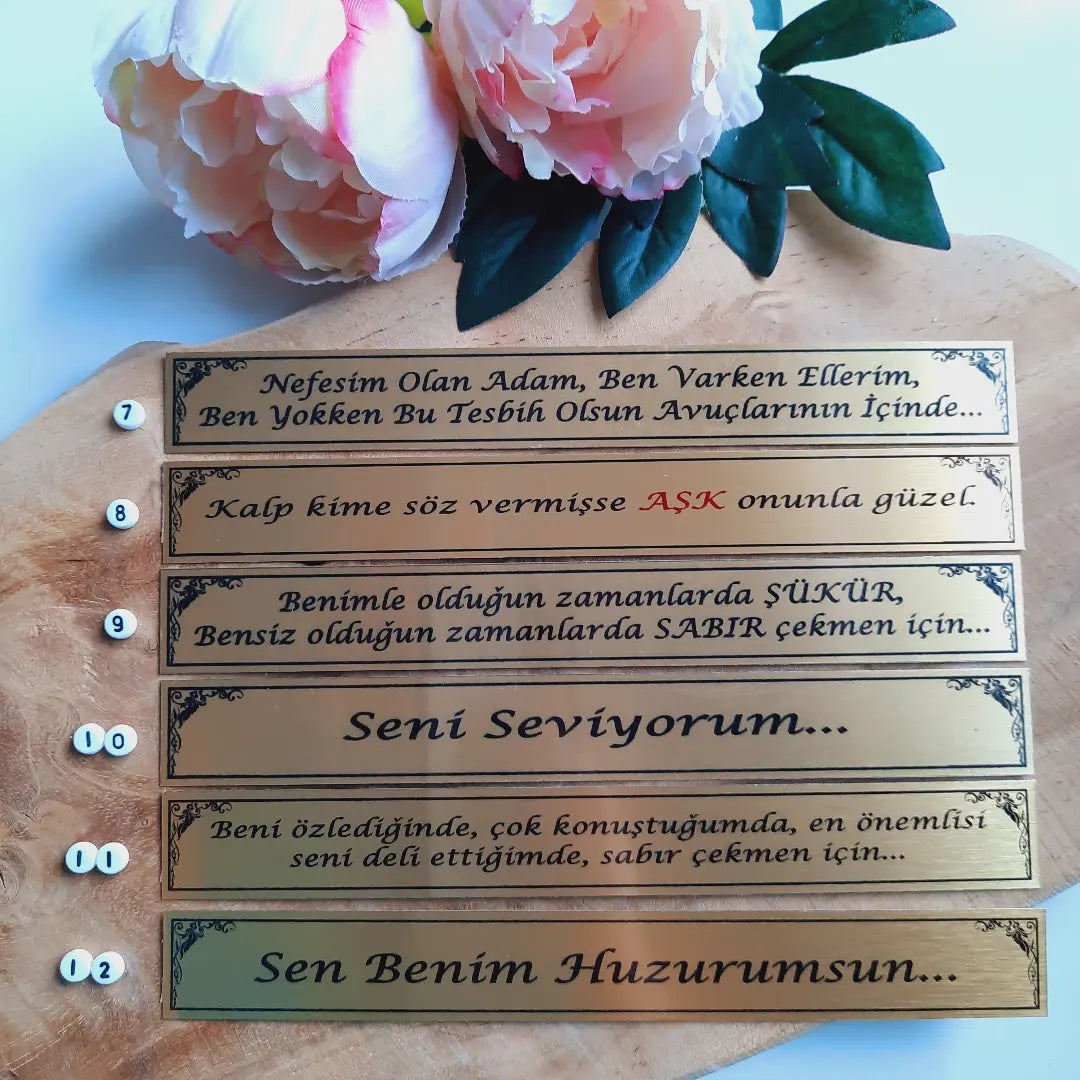 7
Nefesim Olan Adam, Ben Varken Ellerim,
Ben Yokken Bu Tesbih Olsun Avuçlarının İçinde...
8
Kalp kime söz vermişse AŞK onunla güzel.
9
Benimle olduğun zamanlarda ŞÜKÜR,
Bensiz olduğun zamanlarda SABIR çekmen için...
10
Seni Seviyorum...
11
Beni özlediğinde, çok konuştuğumda, en önemlisi
seni deli ettiğimde, sabır çekmen için...
12
Sen Benim Huzurumsun...